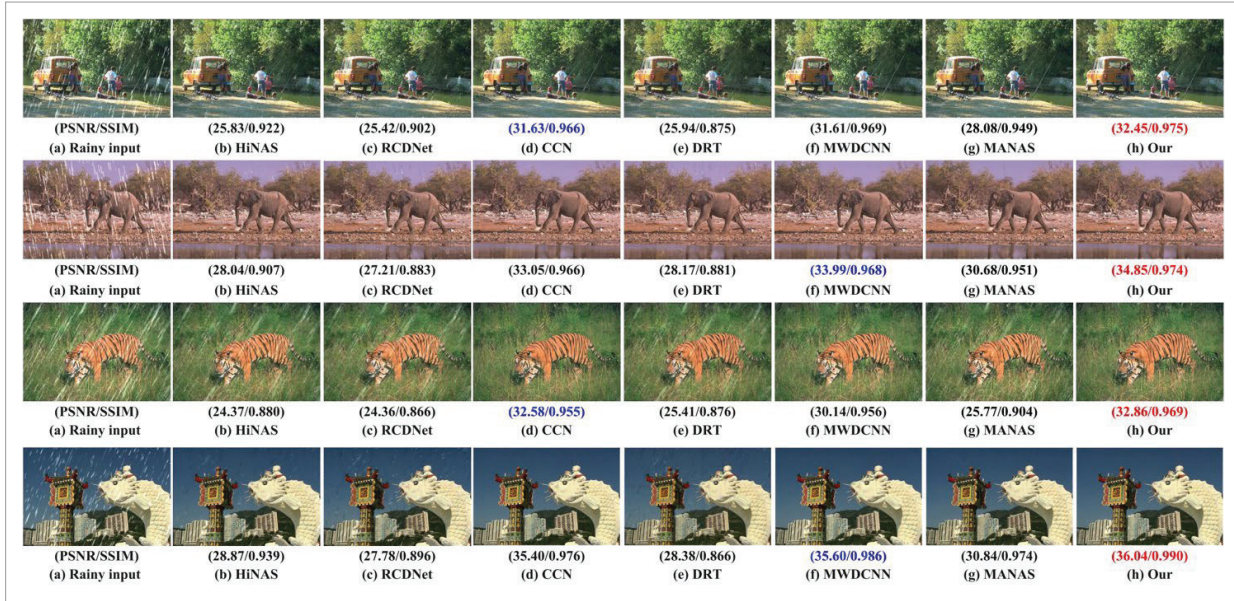 (PSNR/SSIM) (25.83/0.922) (25.42/0.902) (31.63/0.966) (25.94/0.875) (31.61/0.969) (28.08/0.949) (32.45/0.975)
(a) Rainy input (b) HiNAS (c) RCDNet (d) CCN (e) DRT (f) MWDCNN (g) MANAS (h) Our
(PSNR/SSIM) (28.04/0.907) (27.21/0.883) (33.05/0.966) (28.17/0.881) (33.99/0.968) (30.68/0.951) (34.85/0.974)
(a) Rainy input (b) HiNAS (c) RCDNet (d) CCN (e) DRT (f) MWDCNN (g) MANAS (h) Our
(PSNR/SSIM) (24.37/0.880) (24.36/0.866) (32.58/0.955) (25.41/0.876) (30.14/0.956) (25.77/0.904) (32.86/0.969)
(a) Rainy input (b) HiNAS (c) RCDNet (d) CCN (e) DRT (f) MWDCNN (g) MANAS (h) Our
(PSNR/SSIM) (28.87/0.939) (27.78/0.896) (35.40/0.976) (28.38/0.866) (35.60/0.986) (30.84/0.974) (36.04/0.990)
(a) Rainy input (b) HiNAS (c) RCDNet (d) CCN (e) DRT (f) MWDCNN (g) MANAS (h) Our